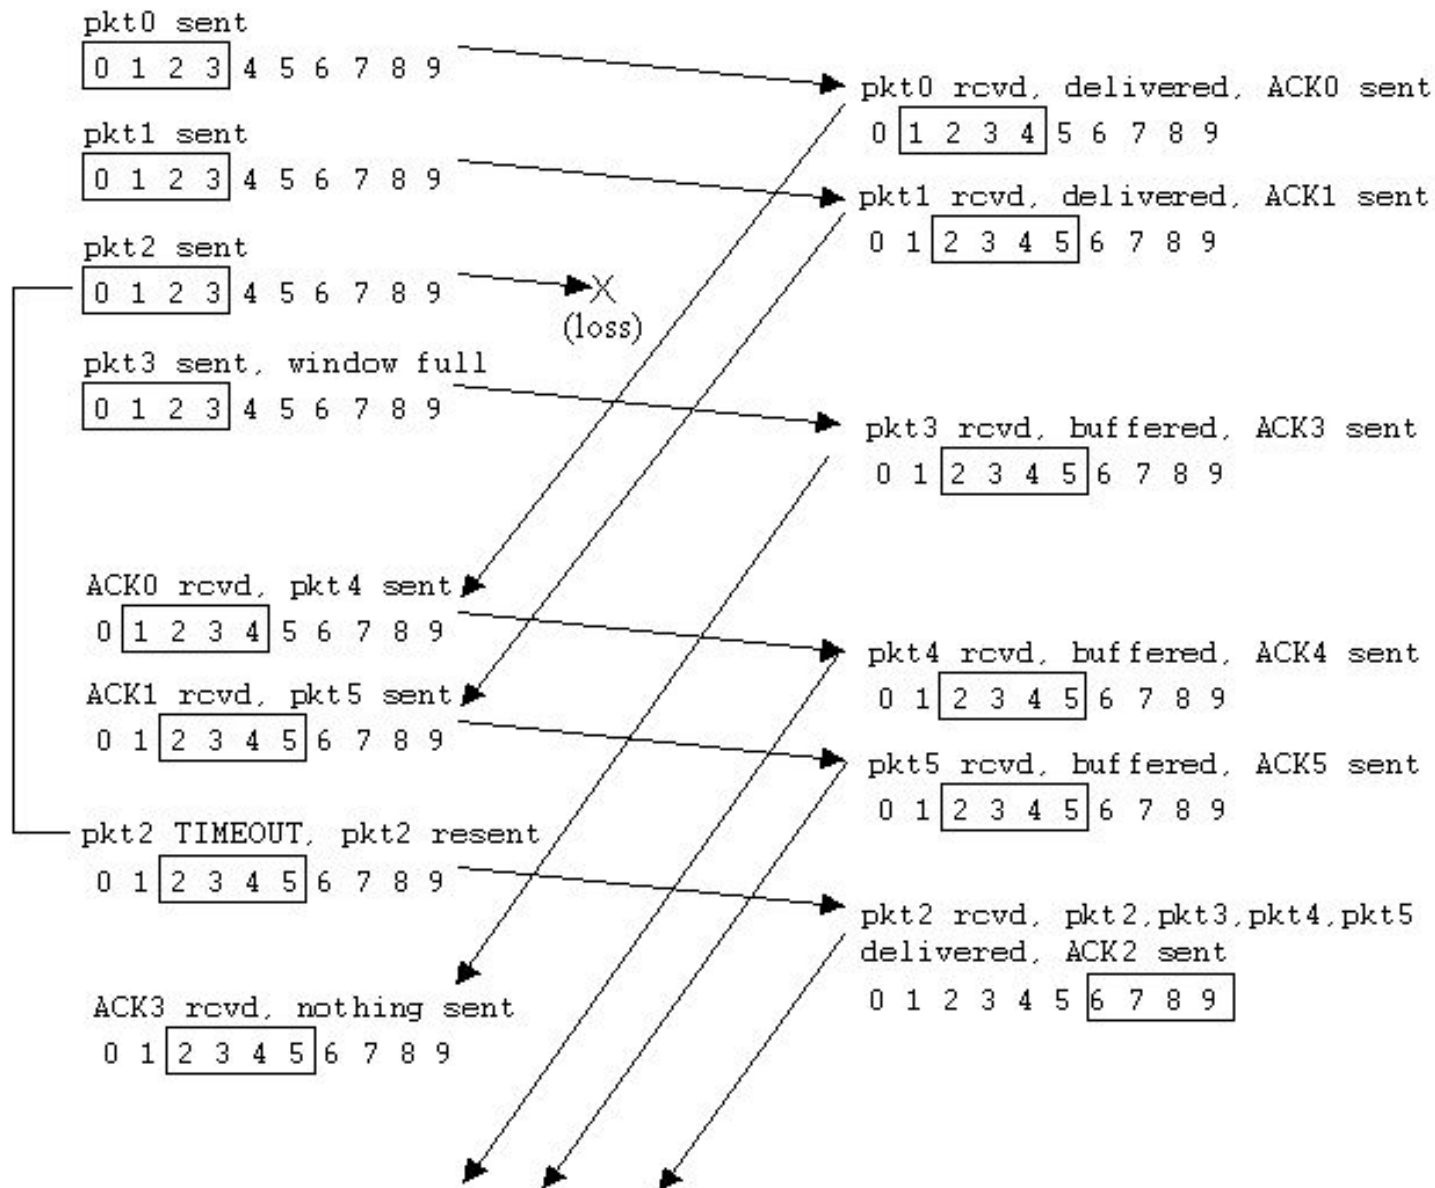 pkt0 sent
0 1 2 3 4 5 6 7 8 9
pkt0 rcvd, delivered, ACK0 sent
0 1 2 3 4 5 6 7 8 9
pkt1 sent
0 1 2 3 4 5 6 7 8 9
pkt1 rcvd, delivered, ACK1 sent
0 1 2 3 4 5 6 7 8 9
pkt2 sent
0 1 2 3 4 5 6 7 8 9
X
(loss)
pkt3 sent, window full
0 1 2 3 4 5 6 7 8 9
pkt3 rcvd, buffered, ACK3 sent
0 1 2 3 4 5 6 7 8 9
ACK0 rcvd, pkt4 sent
0 1 2 3 4 5 6 7 8 9
pkt4 rcvd, buffered, ACK4 sent
0 1 2 3 4 5 6 7 8 9
ACK1 rcvd, pkt5 sent
0 1 2 3 4 5 6 7 8 9
pkt5 rcvd, buffered, ACK5 sent
0 1 2 3 4 5 6 7 8 9
pkt2 TIMEOUT, pkt2 resent
0 1 2 3 4 5 6 7 8 9
pkt2 rcvd, pkt2,pkt3,pkt4,pkt5
delivered, ACK2 sent
0 1 2 3 4 5 6 7 8 9
ACK3 rcvd, nothing sent
0 1 2 3 4 5 6 7 8 9